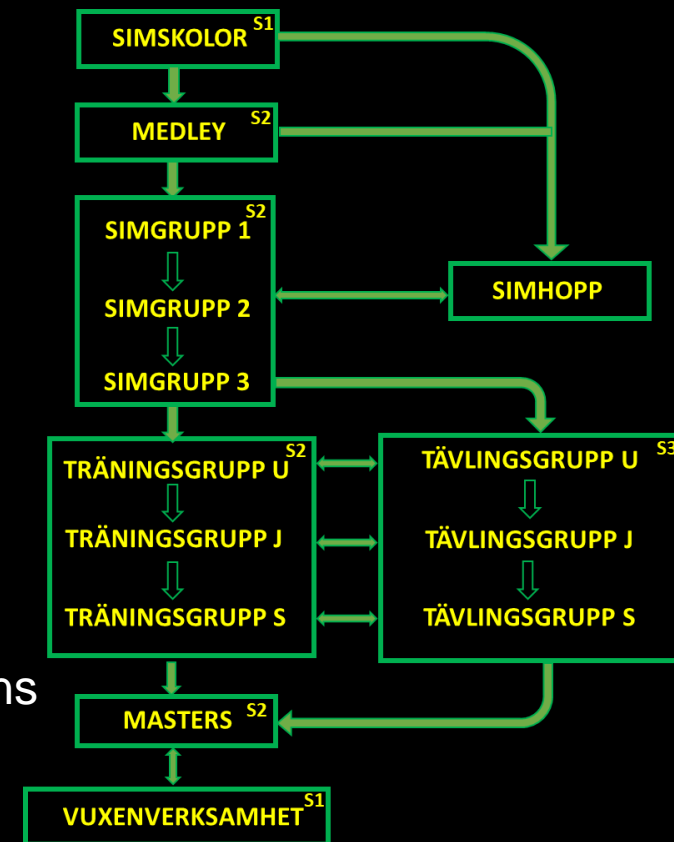 SIMSKOLOR S1
MEDLEY S2
S2
SIMGRUPP 1
SIMGRUPP 2
SIMGRUPP 3
SIMHOPP
TRÄNINGSGRUPP U S2
TRÄNINGSGRUPP J
TRÄNINGSGRUPP S
TÄVLINGSGRUPP U S3
TÄVLINGSGRUPP J
TÄVLINGSGRUPP S
ns
MASTERS S2
VUXENVERKSAMHET S1